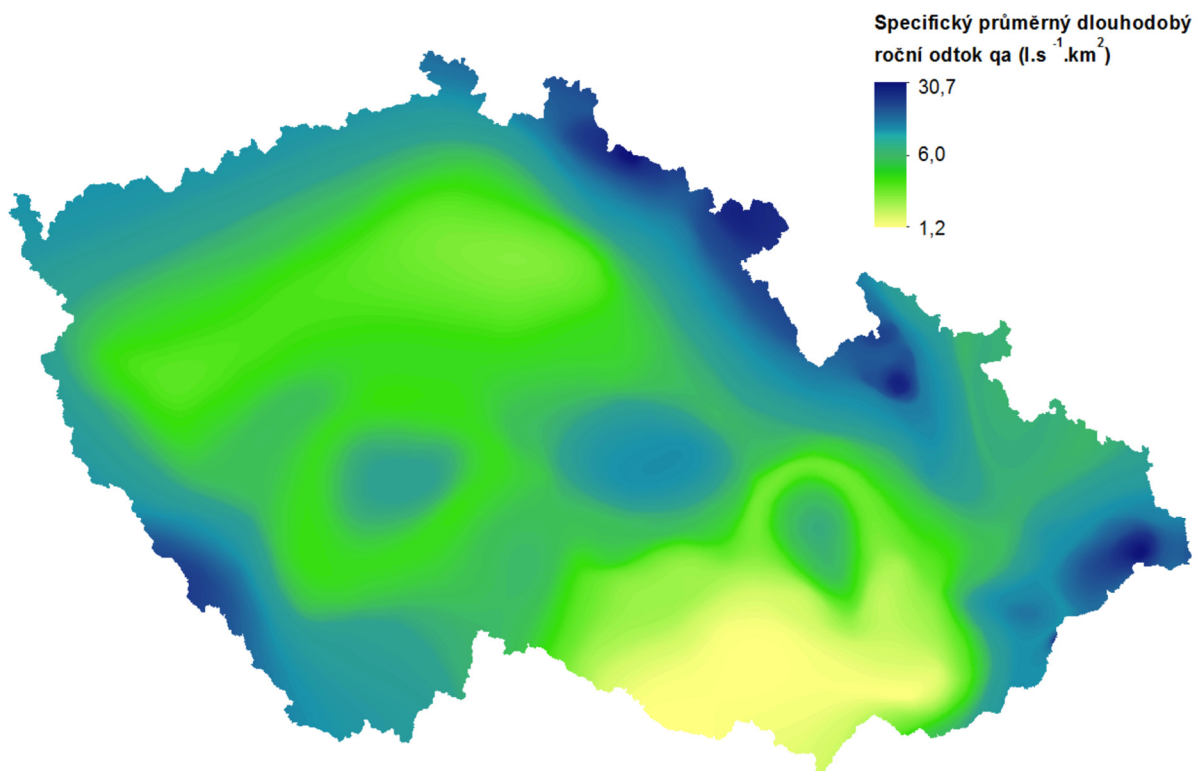 Specifický průměrný dlouhodobý
roční odtok qa (l.s⁻¹.km²)
30,7
6,0
1,2